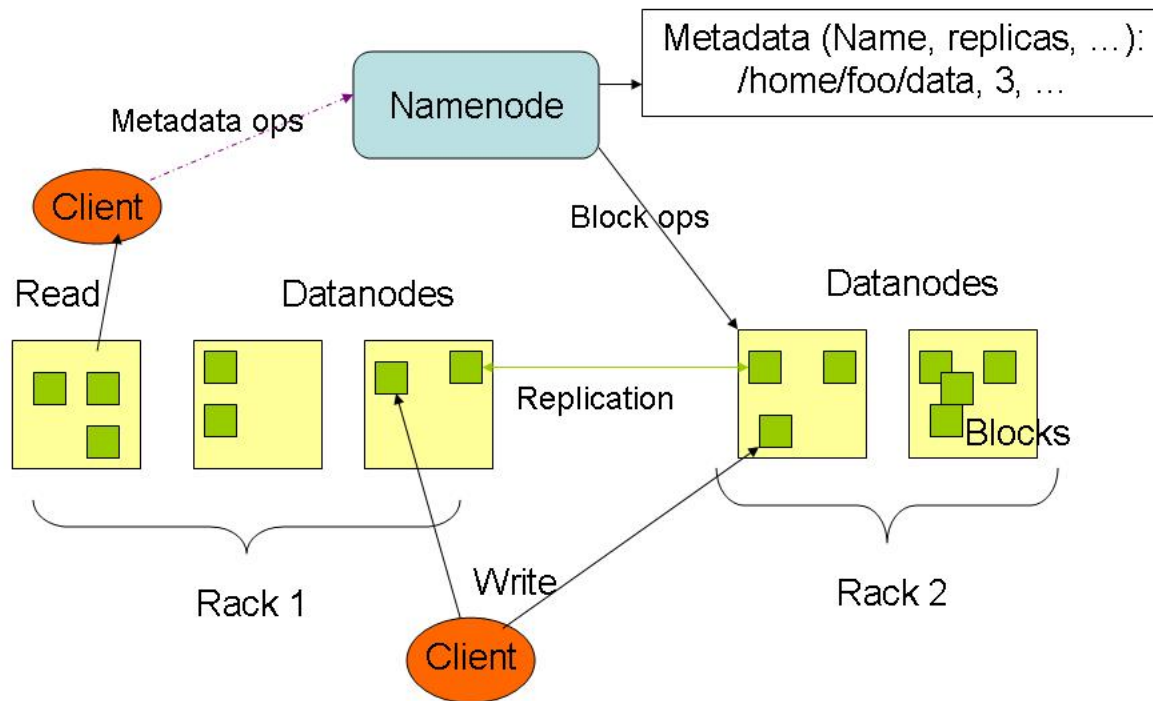 Metadata (Name, replicas, …):
/home/foo/data, 3, …
Namenode
Metadata ops
Client
Block ops
Read
Datanodes
Datanodes
Replication
Blocks
Rack 1
Write
Rack 2
Client